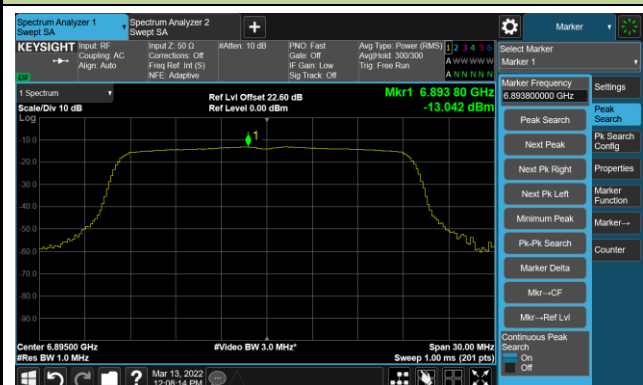 Spectrum Analyzer 1
Swept SA
Spectrum Analyzer 2
Swept SA
Marker
KEYSIGHT
Input: RF
Coupling: AC
Align: Auto
Input Z: 50 Ω
Corrections: Off
Freq Ref: Int (S)
NFE: Adaptive
#Atten: 10 dB
PNO: Fast
Gate: Off
IF Gain: Low
Sig Track: Off
Avg Type: Power (RMS)
Avg|Hold: 300/300
Trig: Free Run
1 2 3 4 5 6
A W W W W W
A N N N N N
LVI
Select Marker
Marker 1
1 Spectrum
Scale/Div 10 dB
Log
Ref Lvl Offset 22.60 dB
Ref Level 0.00 dBm
Mkr1 6.893 80 GHz
-13.042 dBm
1
-10.0
-20.0
-30.0
-40.0
-50.0
-60.0
-70.0
-80.0
-90.0
Center 6.89500 GHz
#Res BW 1.0 MHz
#Video BW 3.0 MHz*
Span 30.00 MHz
Sweep 1.00 ms (201 pts)
Marker Frequency
6.893800000 GHz
Peak Search
Next Peak
Next Pk Right
Next Pk Left
Minimum Peak
Pk-Pk Search
Marker Delta
Mkr→CF
Mkr→Ref Lvl
Continuous Peak
Search
On
Off
Settings
Peak
Search
Pk Search
Config
Properties
Marker
Function
Marker→
Counter
Mar 13, 2022
12:08:14 PM